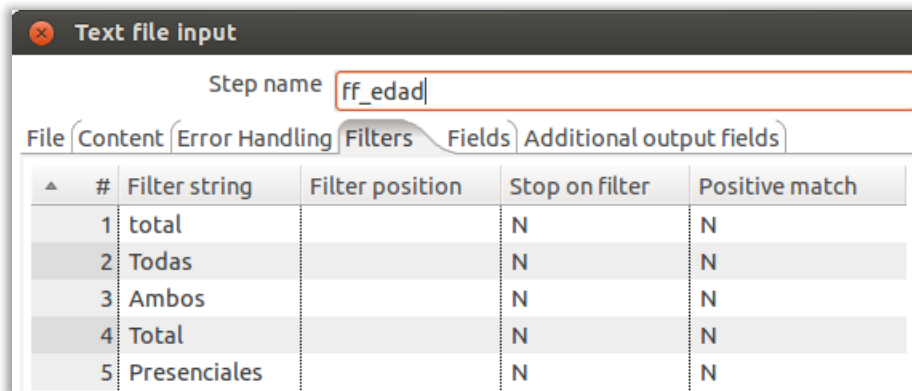 Text file input
Step name ff_edad
File Content Error Handling Filters Fields Additional output fields
# Filter string Filter position Stop on filter Positive match
1 total N N
2 Todas N N
3 Ambos N N
4 Total N N
5 Presenciales N N